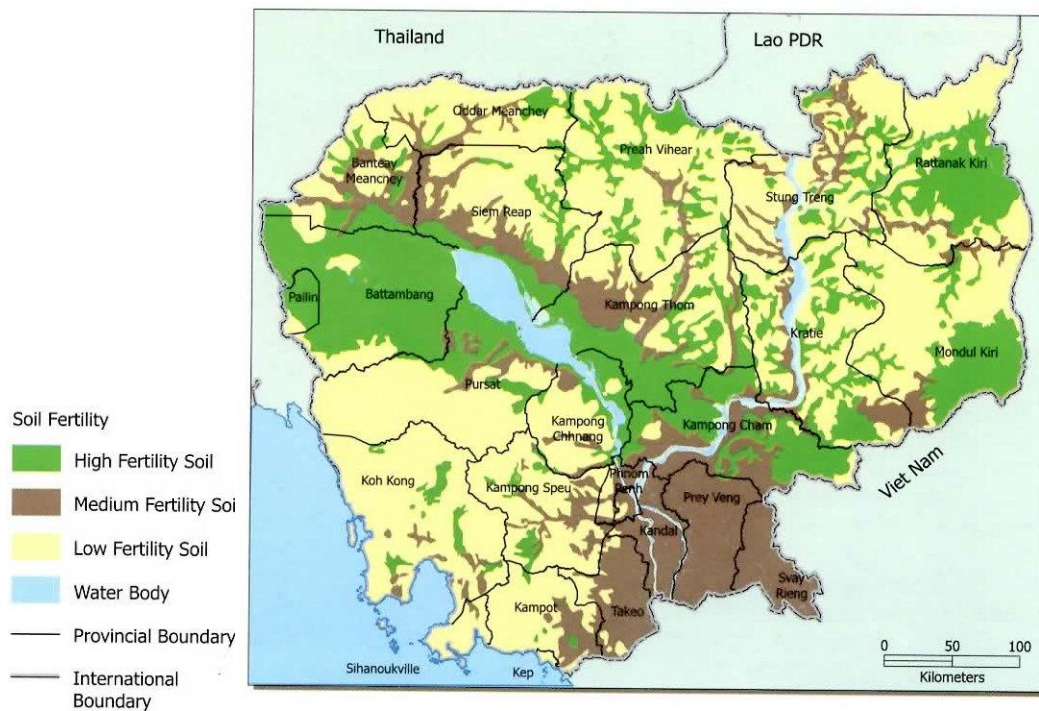 Thailand
Lao PDR
Oddar Meanchey
Banteay
Meancney
Preah Vihear
Rattanak Kiri
Siem Reap
Stung Treng
Pailin
Battambang
Kampong Thom
Kratie
Mondul Kiri
Pursat
Kampong
Chhnang
Kampong Cham
Viet Nam
Koh Kong
Kampong Speu
Phnom
Penh
Prey Veng
Kandal
Svay
Rieng
Takeo
Kampot
Sihanoukville
Kep
0 50 100
Kilometers
Soil Fertility
High Fertility Soil
Medium Fertility Soi
Low Fertility Soil
Water Body
Provincial Boundary
International
Boundary